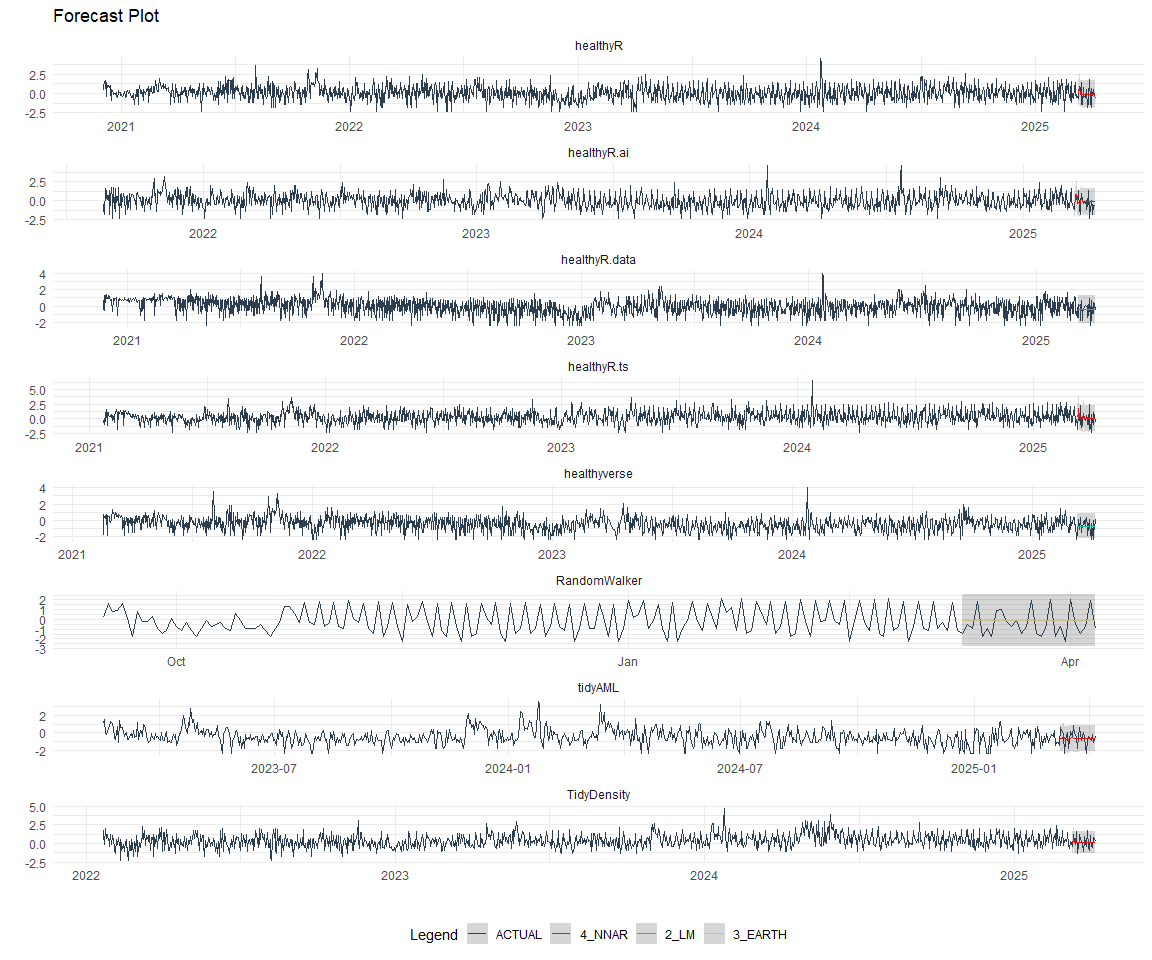 Forecast Plot
healthyR
2.5
0.0
-2.5
2021 2022 2023 2024 2025
healthyR.ai
2.5
0.0
-2.5
2022 2023 2024 2025
healthyR.data
4
2
0
-2
2021 2022 2023 2024 2025
healthyR.ts
5.0
2.5
0.0
-2.5
2021 2022 2023 2024 2025
healthyverse
4
2
0
-2
2021 2022 2023 2024 2025
RandomWalker
2
1
0
-1
-2
-3
Oct Jan Apr
tidyAML
2
0
-2
2023-07 2024-01 2024-07 2025-01
TidyDensity
5.0
2.5
0.0
-2.5
2022 2023 2024 2025
Legend ACTUAL 4_NNAR 2_LM 3_EARTH